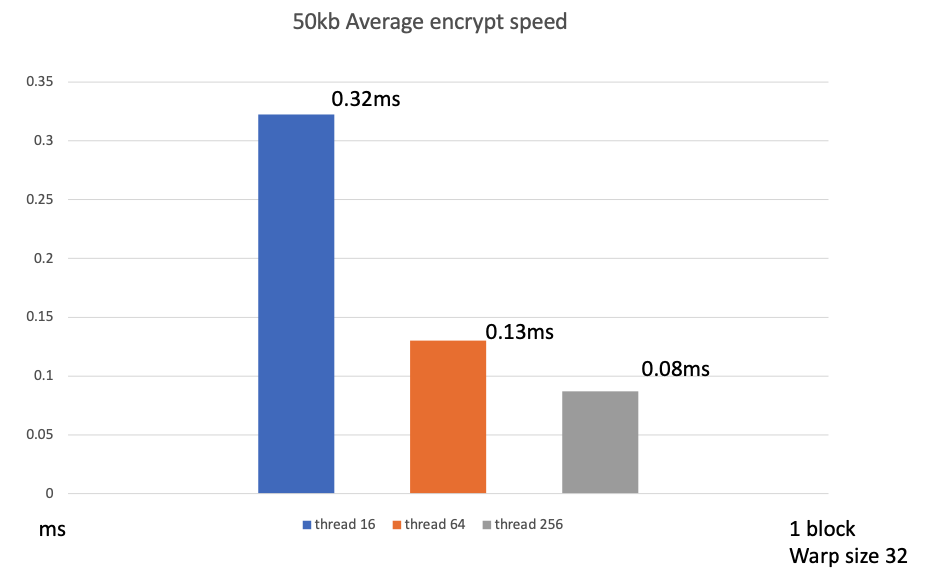 50kb Average encrypt speed
0.35
0.32ms
0.3
0.25
0.2
0.15
0.13ms
0.1
0.08ms
0.05
0
ms
thread 16 thread 64 thread 256
1 block
Warp size 32